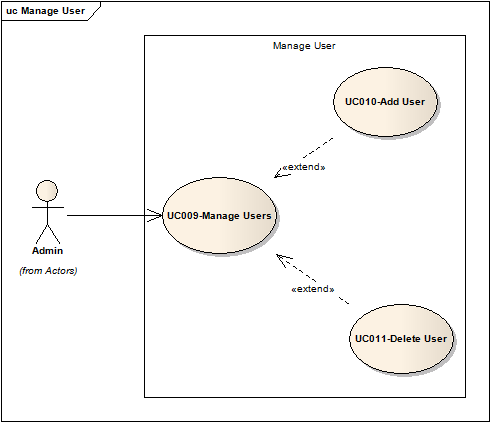 uc Manage User
Manage User
UC010-Add User
«extend»
UC009-Manage Users
Admin
(from Actors)
«extend»
UC011-Delete User